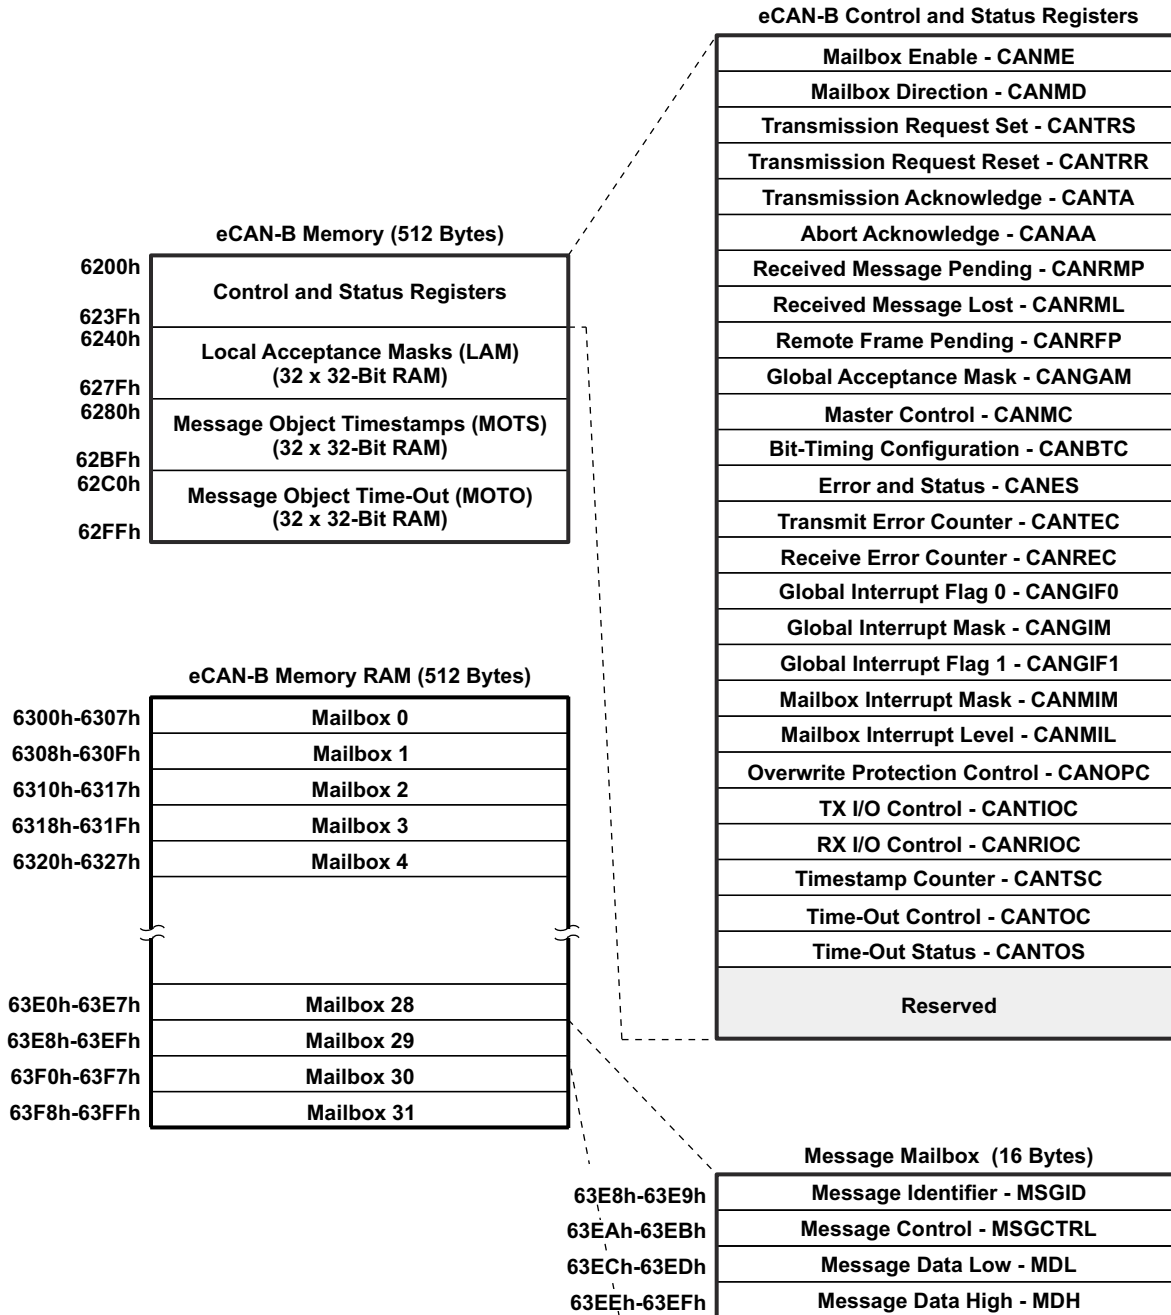 eCAN-B Control and Status Registers
Mailbox Enable - CANME
Mailbox Direction - CANMD
Transmission Request Set - CANTRS
Transmission Request Reset - CANTRR
Transmission Acknowledge - CANTA
Abort Acknowledge - CANAA
Received Message Pending - CANRMP
Received Message Lost - CANRML
Remote Frame Pending - CANRFP
Global Acceptance Mask - CANGAM
Master Control - CANMC
Bit-Timing Configuration - CANBTC
Error and Status - CANES
Transmit Error Counter - CANTEC
Receive Error Counter - CANREC
Global Interrupt Flag 0 - CANGIF0
Global Interrupt Mask - CANGIM
Global Interrupt Flag 1 - CANGIF1
Mailbox Interrupt Mask - CANMIM
Mailbox Interrupt Level - CANMIL
Overwrite Protection Control - CANOPC
TX I/O Control - CANTIOC
RX I/O Control - CANRIOC
Timestamp Counter - CANTSC
Time-Out Control - CANTOC
Time-Out Status - CANTOS
Reserved
eCAN-B Memory (512 Bytes)
6200h
Control and Status Registers
623Fh
6240h
Local Acceptance Masks (LAM)
(32 x 32-Bit RAM)
627Fh
6280h
Message Object Timestamps (MOTS)
(32 x 32-Bit RAM)
62BFh
62C0h
Message Object Time-Out (MOTO)
(32 x 32-Bit RAM)
62FFh
eCAN-B Memory RAM (512 Bytes)
6300h-6307h Mailbox 0
6308h-630Fh Mailbox 1
6310h-6317h Mailbox 2
6318h-631Fh Mailbox 3
6320h-6327h Mailbox 4
63E0h-63E7h Mailbox 28
63E8h-63EFh Mailbox 29
63F0h-63F7h Mailbox 30
63F8h-63FFh Mailbox 31
Message Mailbox (16 Bytes)
63E8h-63E9h Message Identifier - MSGID
63EAh-63EBh Message Control - MSGCTRL
63ECh-63EDh Message Data Low - MDL
63EEh-63EFh Message Data High - MDH